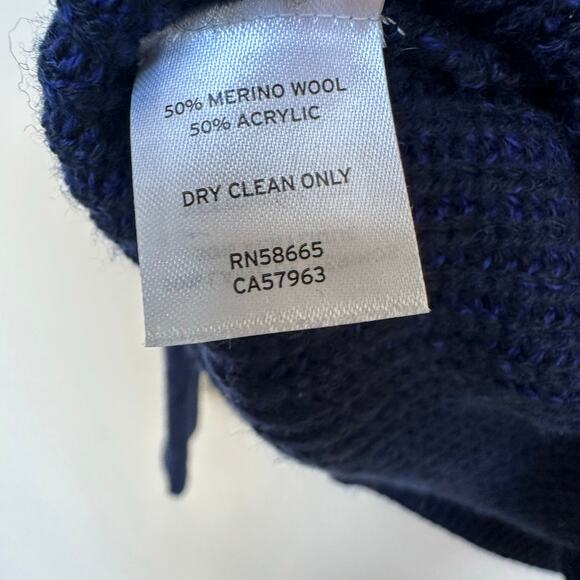 50% MERINO WOOL
50% ACRYLIC
DRY CLEAN ONLY
RN58665
CA57963